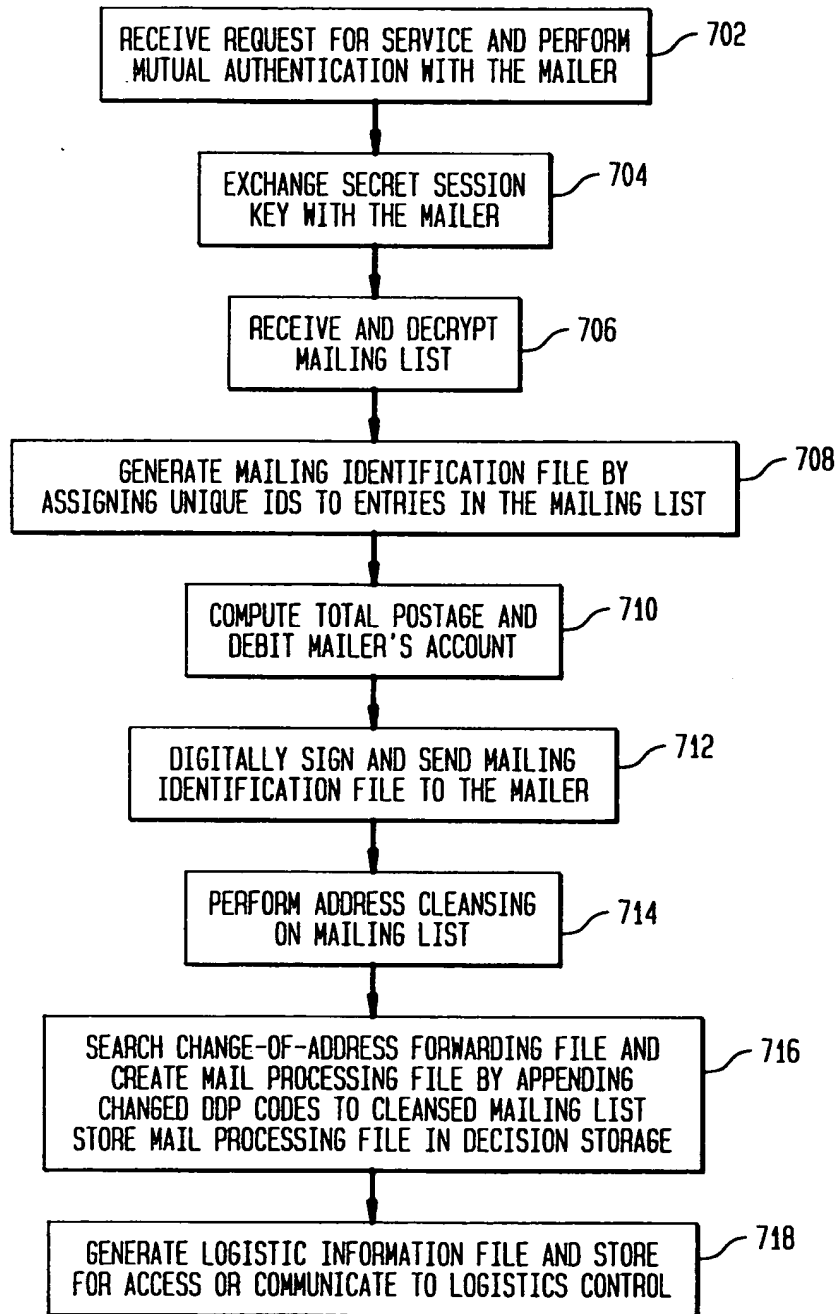 RECEIVE REQUEST FOR SERVICE AND PERFORM
MUTUAL AUTHENTICATION WITH THE MAILER
702
EXCHANGE SECRET SESSION
KEY WITH THE MAILER
704
RECEIVE AND DECRYPT
MAILING LIST
706
GENERATE MAILING IDENTIFICATION FILE BY
ASSIGNING UNIQUE IDS TO ENTRIES IN THE MAILING LIST
708
COMPUTE TOTAL POSTAGE AND
DEBIT MAILER'S ACCOUNT
710
DIGITALLY SIGN AND SEND MAILING
IDENTIFICATION FILE TO THE MAILER
712
PERFORM ADDRESS CLEANSING
ON MAILING LIST
714
SEARCH CHANGE-OF-ADDRESS FORWARDING FILE AND
CREATE MAIL PROCESSING FILE BY APPENDING
CHANGED DDP CODES TO CLEANSED MAILING LIST
STORE MAIL PROCESSING FILE IN DECISION STORAGE
716
GENERATE LOGISTIC INFORMATION FILE AND STORE
FOR ACCESS OR COMMUNICATE TO LOGISTICS CONTROL
718